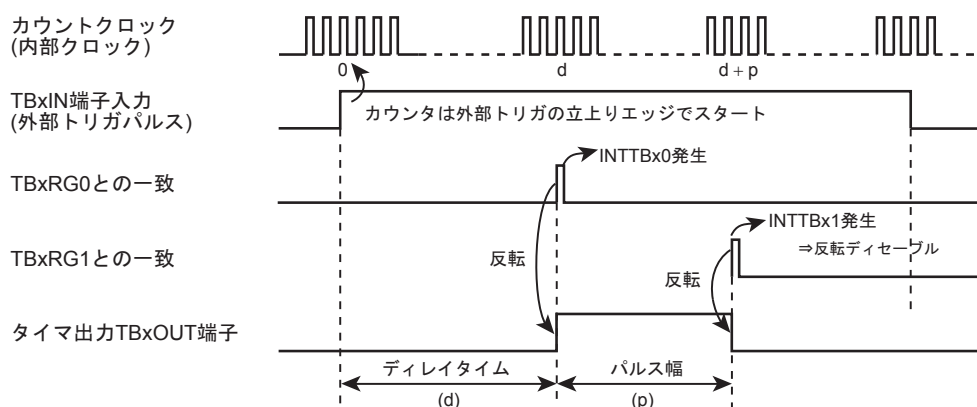 カウントクロック
(内部クロック)
0
d
d + p
TBxIN端子入力
(外部トリガパルス)
カウンタは外部トリガの立上りエッジでスタート
INTTBx0発生
TBxRG0との一致
INTTBx1発生
TBxRG1との一致
反転
反転
⇒反転ディセーブル
タイマ出力TBxOUT端子
ディレイタイム
パルス幅
(d)
(p)